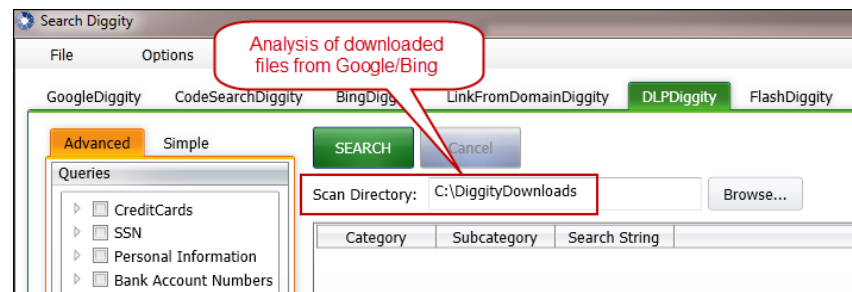 Search Diggity
File Options
Analysis of downloaded
files from Google/Bing
GoogleDiggity CodeSearchDiggity BingDigg LinkFromDomainDiggity DLPDiggity FlashDiggity
Advanced Simple
SEARCH Cancel
Queries
Scan Directory: C:\DiggityDownloads Browse...
CreditCards
SSN
Personal Information
Bank Account Numbers
Category Subcategory Search String